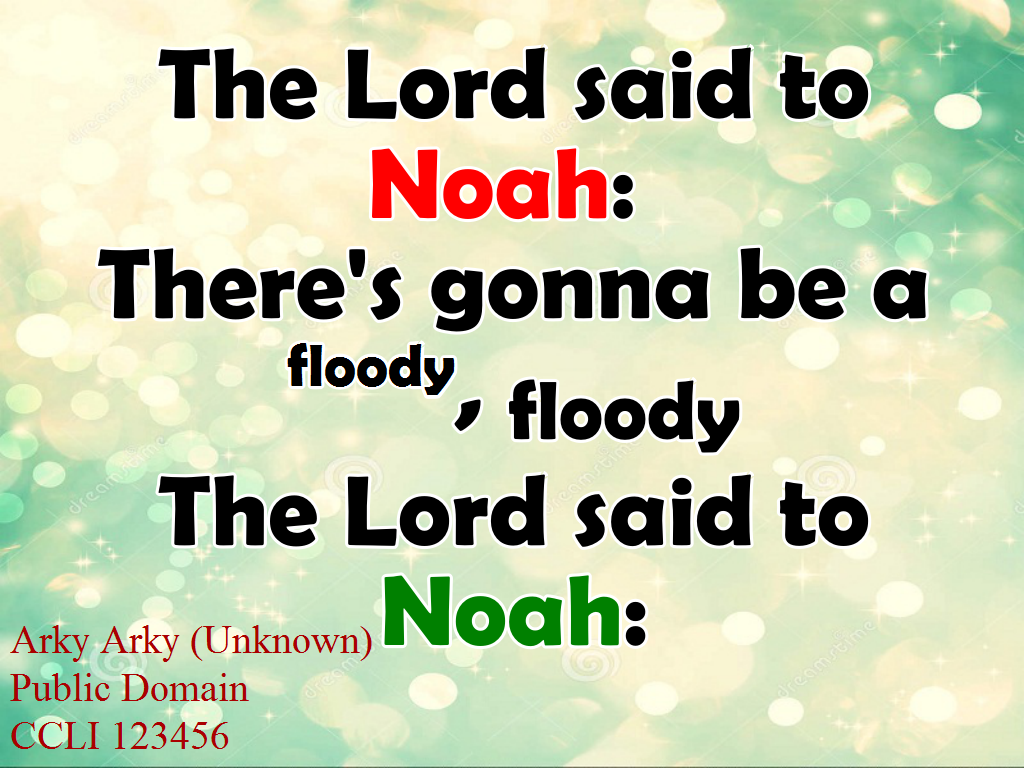 The Lord said to
Noah:
There's gonna be a
floody, floody
The Lord said to
Noah:
Arky Arky (Unknown)
Public Domain
CCLI 123456
dreamstime